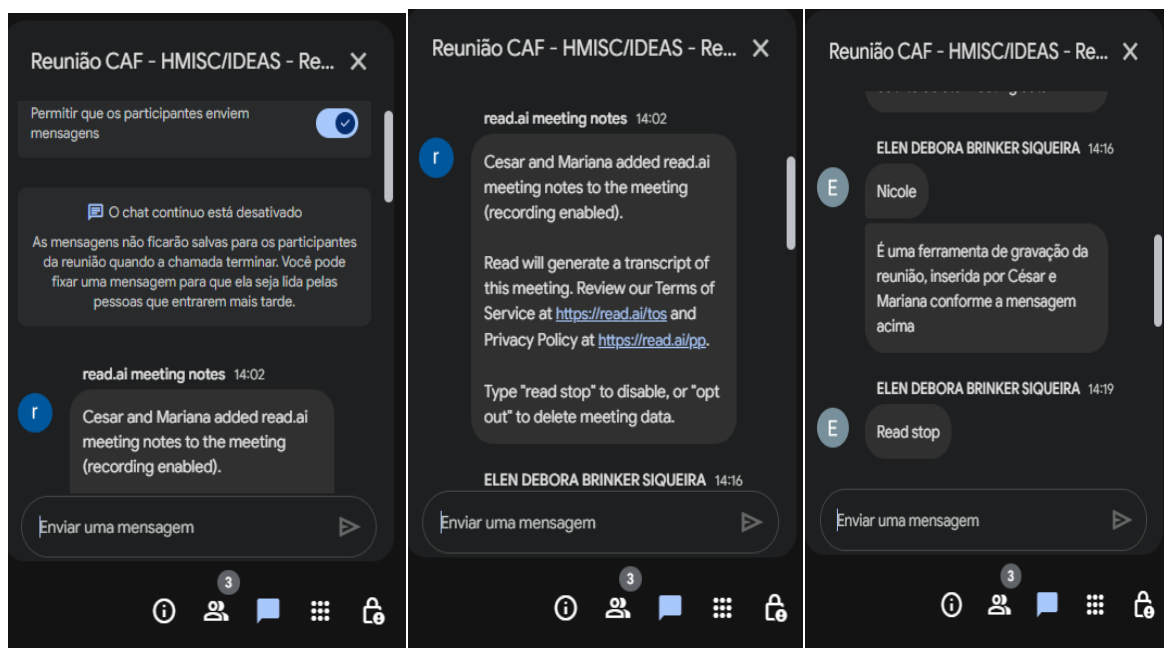 Reunião CAF - HMISC/IDEAS - Re...
Permitir que os participantes enviem
mensagens
O chat contínuo está desativado
As mensagens não ficarão salvas para os participantes
da reunião quando a chamada terminar. Você pode
fixar uma mensagem para que ela seja lida pelas
pessoas que entrarem mais tarde.
read.ai meeting notes 14:02
r
Cesar and Mariana added read.ai
meeting notes to the meeting
(recording enabled).
Enviar uma mensagem
3
Reunião CAF - HMISC/IDEAS - Re...
read.ai meeting notes 14:02
r
Cesar and Mariana added read.ai
meeting notes to the meeting
(recording enabled).
Read will generate a transcript of
this meeting. Review our Terms of
Service at https://read.ai/tos and
Privacy Policy at https://read.ai/pp.
Type "read stop" to disable, or "opt
out" to delete meeting data.
ELEN DEBORA BRINKER SIQUEIRA 14:16
Enviar uma mensagem
3
Reunião CAF - HMISC/IDEAS - Re...
ELEN DEBORA BRINKER SIQUEIRA 14:16
E
Nicole
É uma ferramenta de gravação da
reunião, inserida por César e
Mariana conforme a mensagem
acima
ELEN DEBORA BRINKER SIQUEIRA 14:19
E
Read stop
Enviar uma mensagem
3